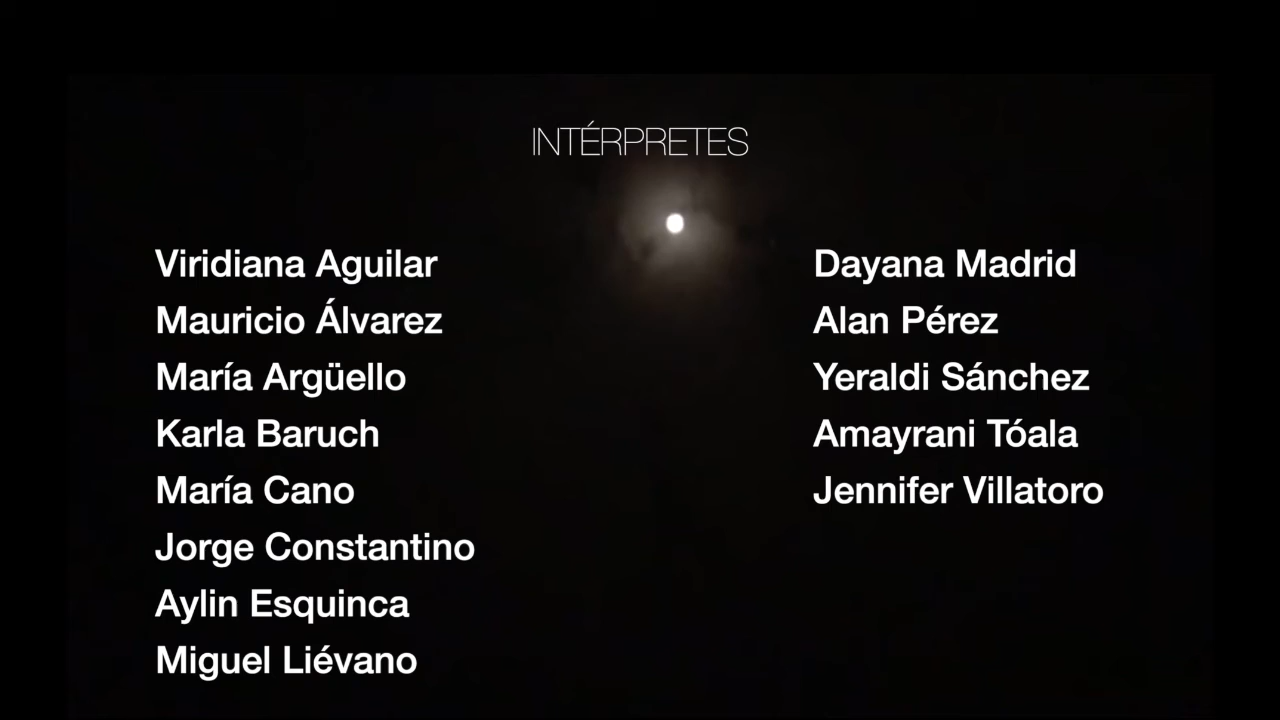 INTÉRPRETES
Viridiana Aguilar
Mauricio Álvarez
María Argüello
Karla Baruch
María Cano
Jorge Constantino
Aylin Esquinca
Miguel Liévano
Dayana Madrid
Alan Pérez
Yeraldi Sánchez
Amayrani Tóala
Jennifer Villatoro